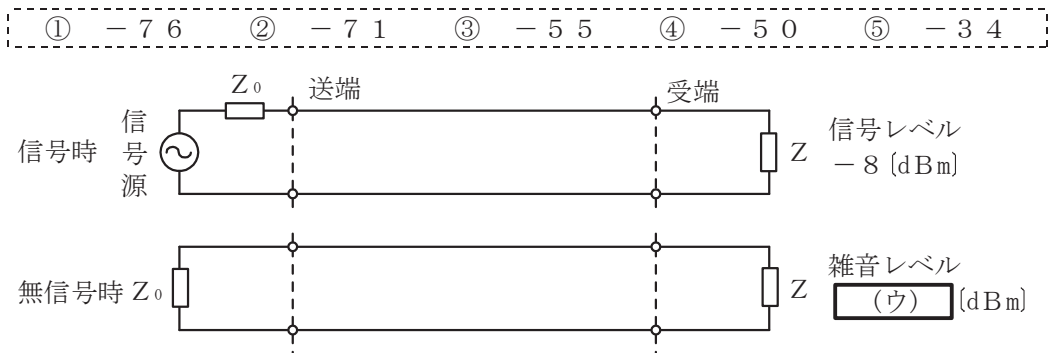 ① －７６ ② －７１ ③ －５５ ④ －５０ ⑤ －３４
Ｚ₀ 送端 受端
信号時 信号源 Ｚ 信号レベル
－８〔dＢm〕
無信号時 Ｚ₀ Ｚ 雑音レベル
(ウ) 〔dＢm〕